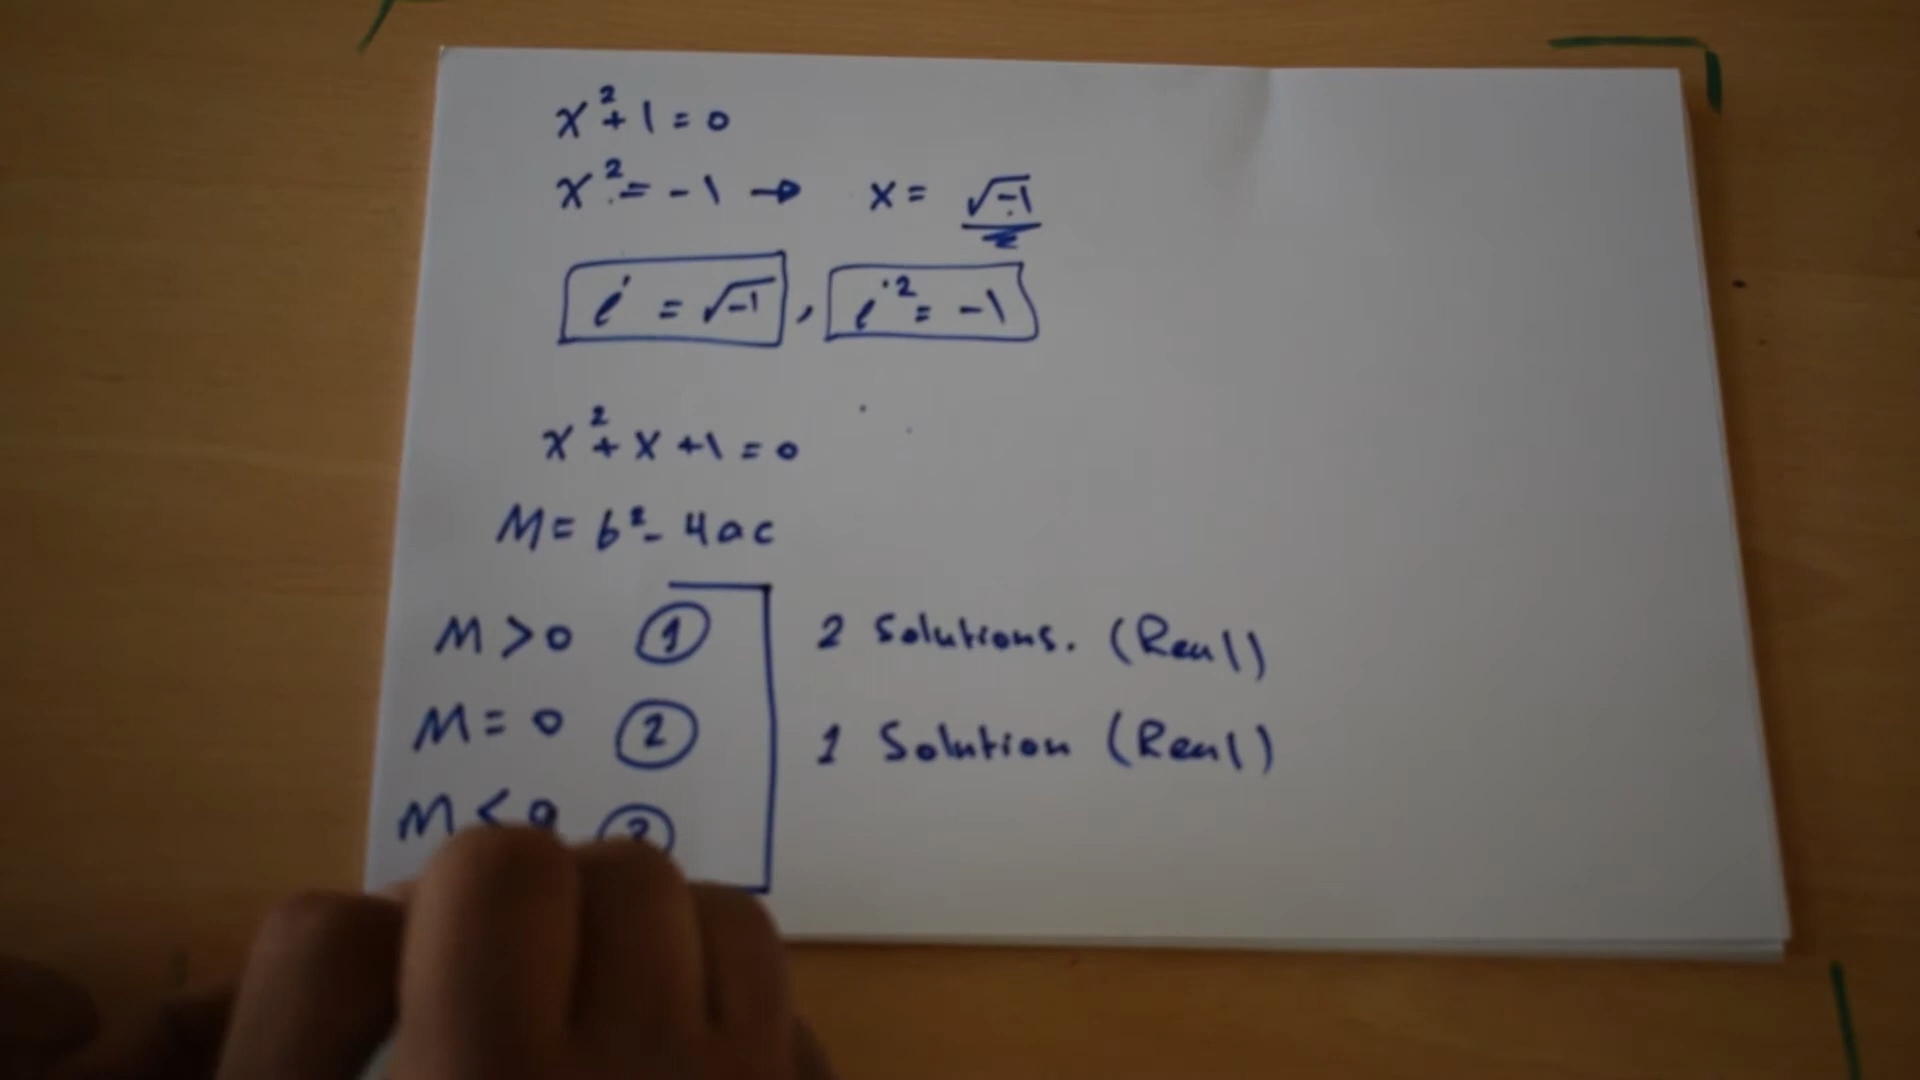 x² + 1 = 0
x² = -1 → x = √-1
i = √-1 , i² = -1
x² + x + 1 = 0
M = b² - 4ac
M > 0 ① 2 Solutions. (Real)
M = 0 ② 1 Solution (Real)
M < 0